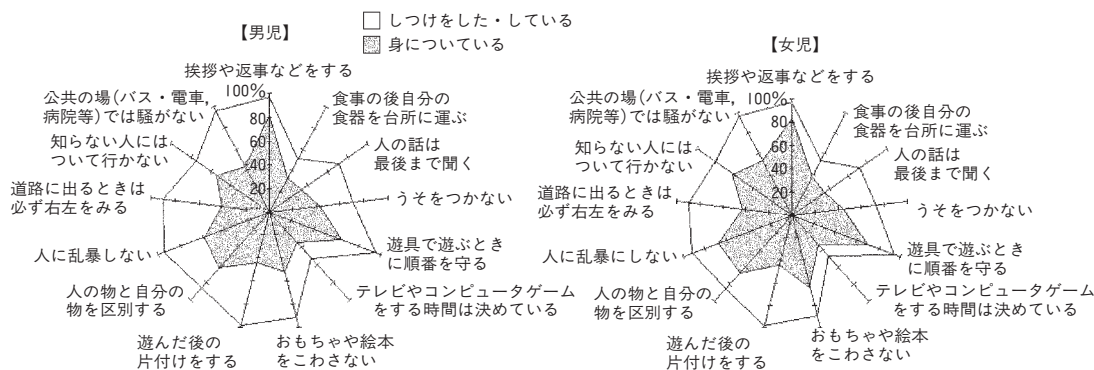 □ しつけをした・している
身についている
【男児】
挨拶や返事などをする
100%
80
60
40
20
食事の後自分の
食器を台所に運ぶ
人の話は
最後まで聞く
うそをつかない
遊具で遊ぶとき
に順番を守る
テレビやコンピュータゲーム
をする時間は決めている
おもちゃや絵本
をこわさない
遊んだ後の
片付けをする
人の物と自分の
物を区別する
人に乱暴しない
道路に出るときは
必ず右左をみる
知らない人には
ついて行かない
公共の場(バス・電車,
病院等)では騒がない
【女児】
挨拶や返事などをする
100%
80
60
40
20
食事の後自分の
食器を台所に運ぶ
人の話は
最後まで聞く
うそをつかない
遊具で遊ぶとき
に順番を守る
テレビやコンピュータゲーム
をする時間は決めている
おもちゃや絵本
をこわさない
遊んだ後の
片付けをする
人の物と自分の
物を区別する
人に乱暴にしない
道路に出るときは
必ず右左をみる
知らない人には
ついて行かない
公共の場(バス・電車,
病院等)では騒がない